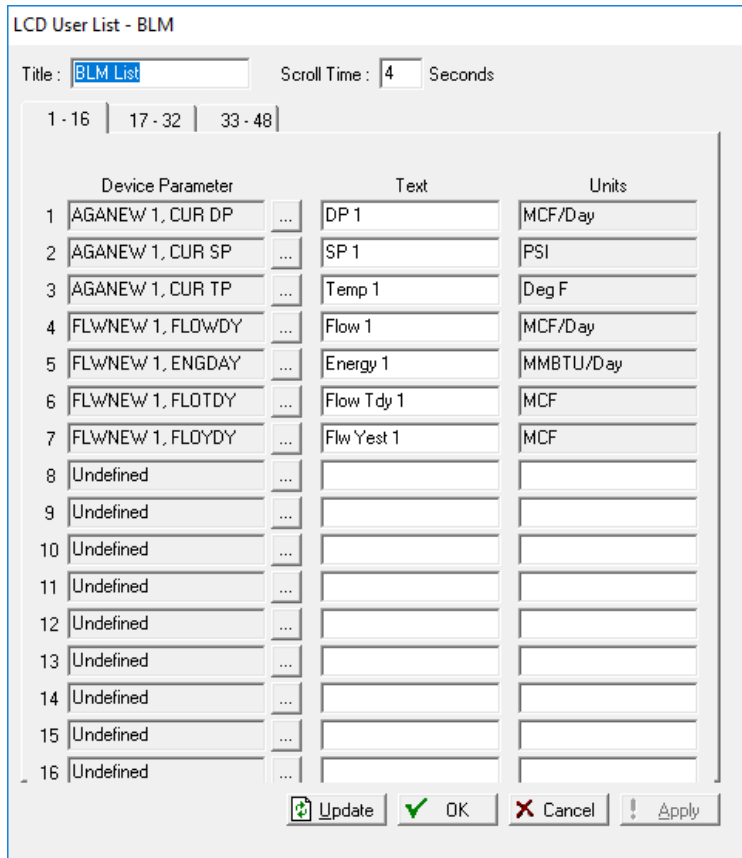 LCD User List - BLM
Title : BLM List Scroll Time : 4 Seconds
1 - 16 17 - 32 33 - 48
Device Parameter Text Units
1 AGANEW 1, CUR DP ... DP 1 MCF/Day
2 AGANEW 1, CUR SP ... SP 1 PSI
3 AGANEW 1, CUR TP ... Temp 1 Deg F
4 FLWNEW 1, FLOWDY ... Flow 1 MCF/Day
5 FLWNEW 1, ENGDAY ... Energy 1 MMBTU/Day
6 FLWNEW 1, FLOTDY ... Flow Tdy 1 MCF
7 FLWNEW 1, FLOYDY ... Flw Yest 1 MCF
8 Undefined ...
9 Undefined ...
10 Undefined ...
11 Undefined ...
12 Undefined ...
13 Undefined ...
14 Undefined ...
15 Undefined ...
16 Undefined ...
Update OK Cancel ! Apply